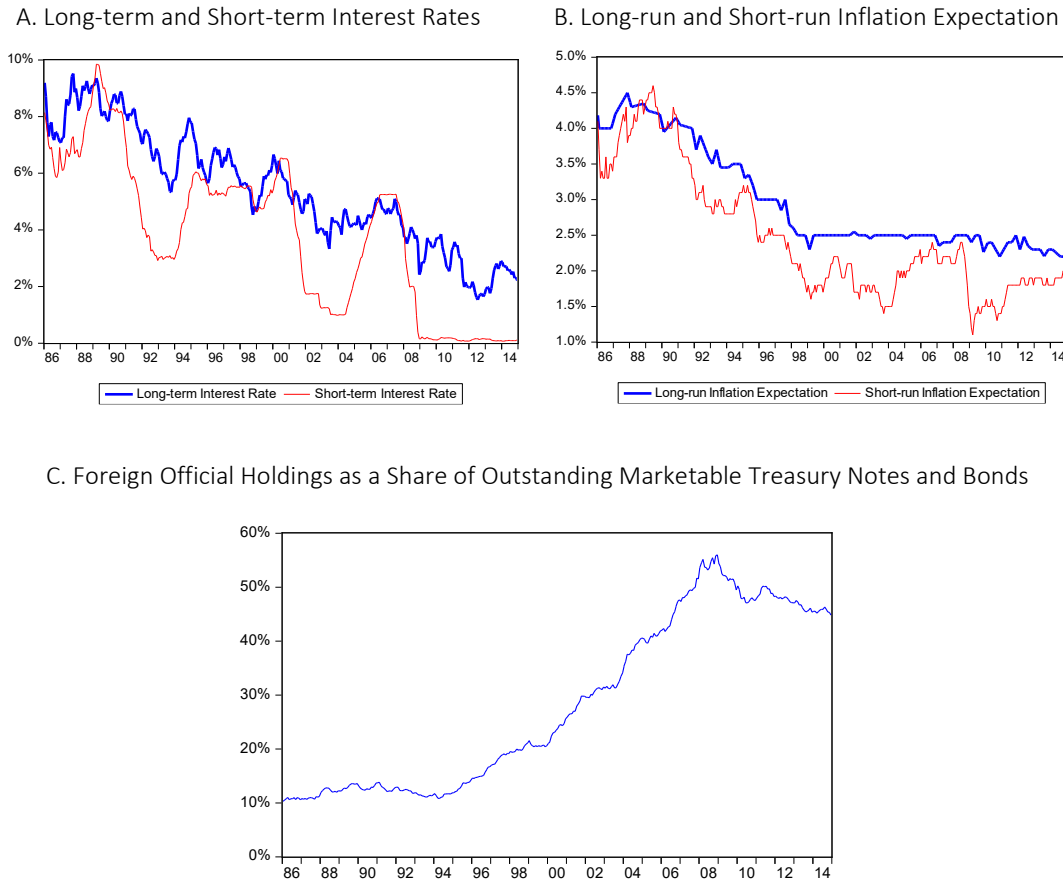 A. Long-term and Short-term Interest Rates
10%
8%
6%
4%
2%
0%
86 88 90 92 94 96 98 00 02 04 06 08 10 12 14
Long-term Interest Rate Short-term Interest Rate
B. Long-run and Short-run Inflation Expectation
5.0%
4.5%
4.0%
3.5%
3.0%
2.5%
2.0%
1.5%
1.0%
86 88 90 92 94 96 98 00 02 04 06 08 10 12 14
Long-run Inflation Expectation Short-run Inflation Expectation
C. Foreign Official Holdings as a Share of Outstanding Marketable Treasury Notes and Bonds
60%
50%
40%
30%
20%
10%
0%
86 88 90 92 94 96 98 00 02 04 06 08 10 12 14